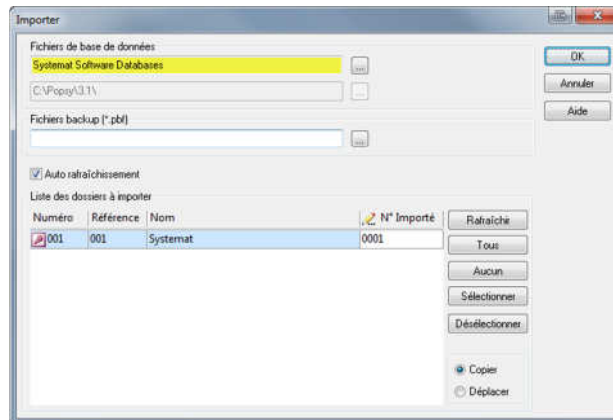 Importer
Fichiers de base de données
Systemat Software Databases
...
OK
C:\Popsy\3.1\
...
Annuler
Fichiers backup (*.pbf)
Aide
...
Auto rafraîchissement
Liste des dossiers à importer
Numéro Référence Nom N° Importé
001 001 Systemat 0001
Rafraîchir
Tous
Aucun
Sélectionner
Désélectionner
Copier
Déplacer